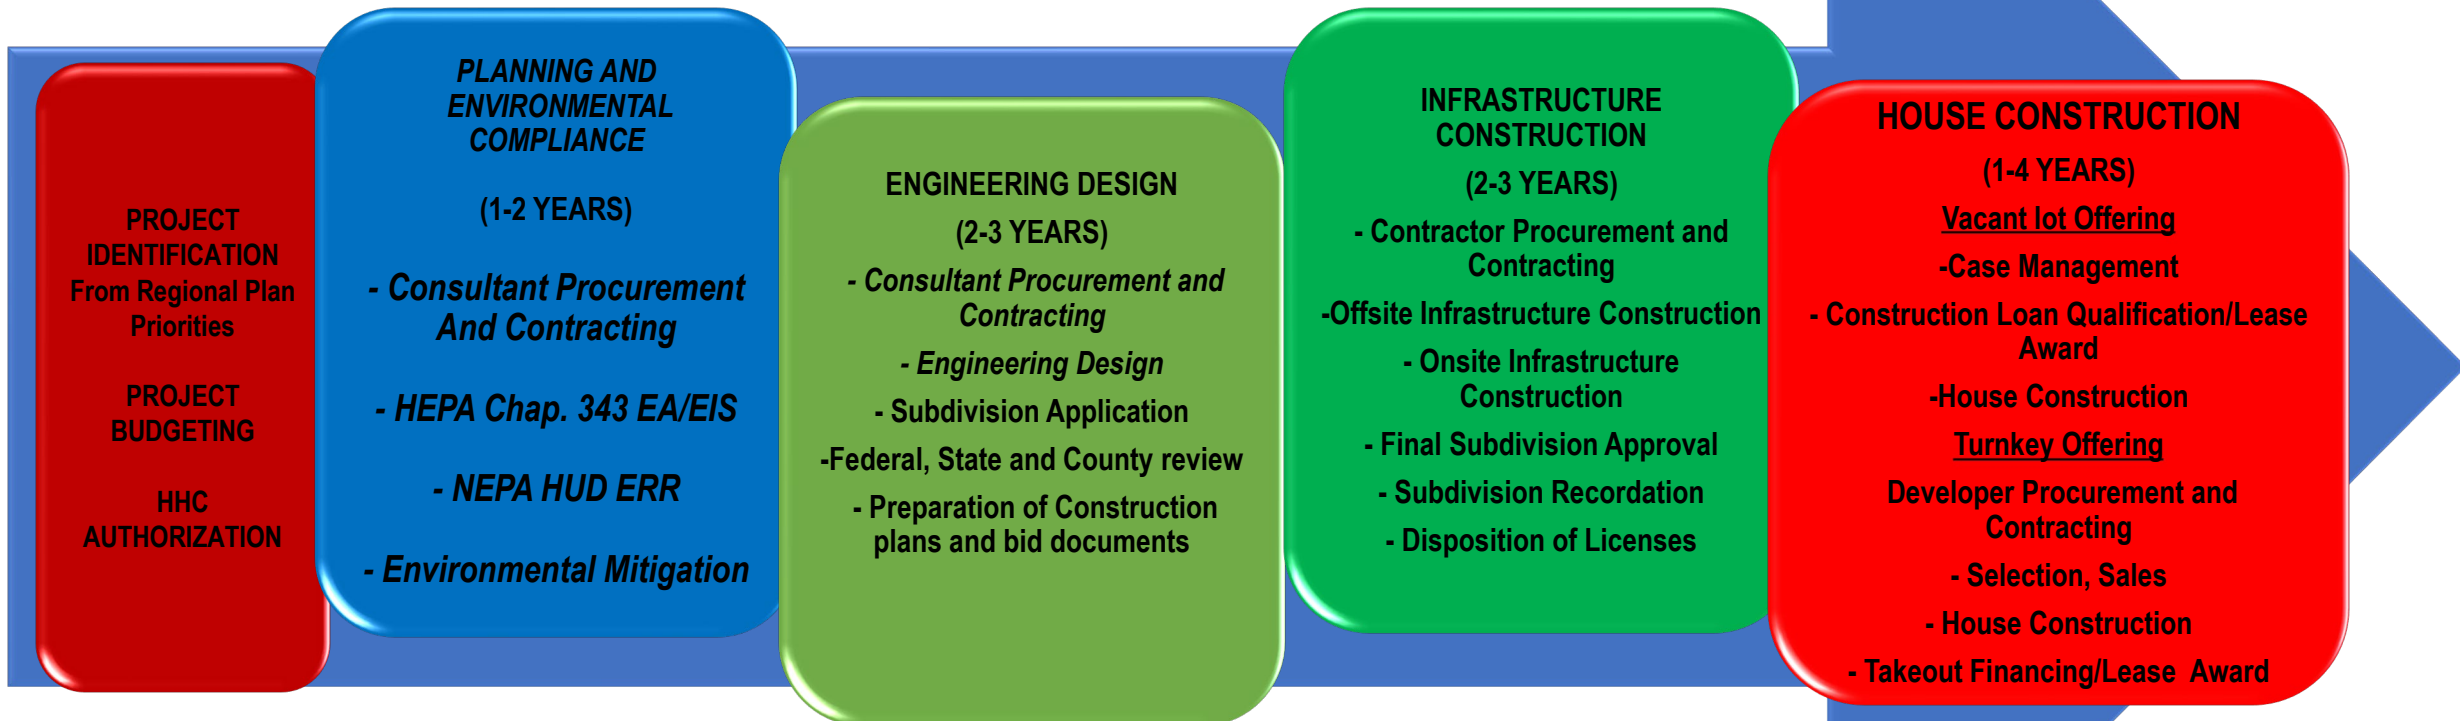 PROJECT
IDENTIFICATION
From Regional Plan
Priorities
PROJECT
BUDGETING
HHC
AUTHORIZATION
PLANNING AND
ENVIRONMENTAL
COMPLIANCE
(1-2 YEARS)
- Consultant Procurement
And Contracting
- HEPA Chap. 343 EA/EIS
- NEPA HUD ERR
- Environmental Mitigation
ENGINEERING DESIGN
(2-3 YEARS)
- Consultant Procurement and
Contracting
- Engineering Design
- Subdivision Application
-Federal, State and County review
- Preparation of Construction
plans and bid documents
INFRASTRUCTURE
CONSTRUCTION
(2-3 YEARS)
- Contractor Procurement and
Contracting
-Offsite Infrastructure Construction
- Onsite Infrastructure
Construction
- Final Subdivision Approval
- Subdivision Recordation
- Disposition of Licenses
HOUSE CONSTRUCTION
(1-4 YEARS)
Vacant lot Offering
-Case Management
- Construction Loan Qualification/Lease
Award
-House Construction
Turnkey Offering
Developer Procurement and
Contracting
- Selection, Sales
- House Construction
- Takeout Financing/Lease  Award